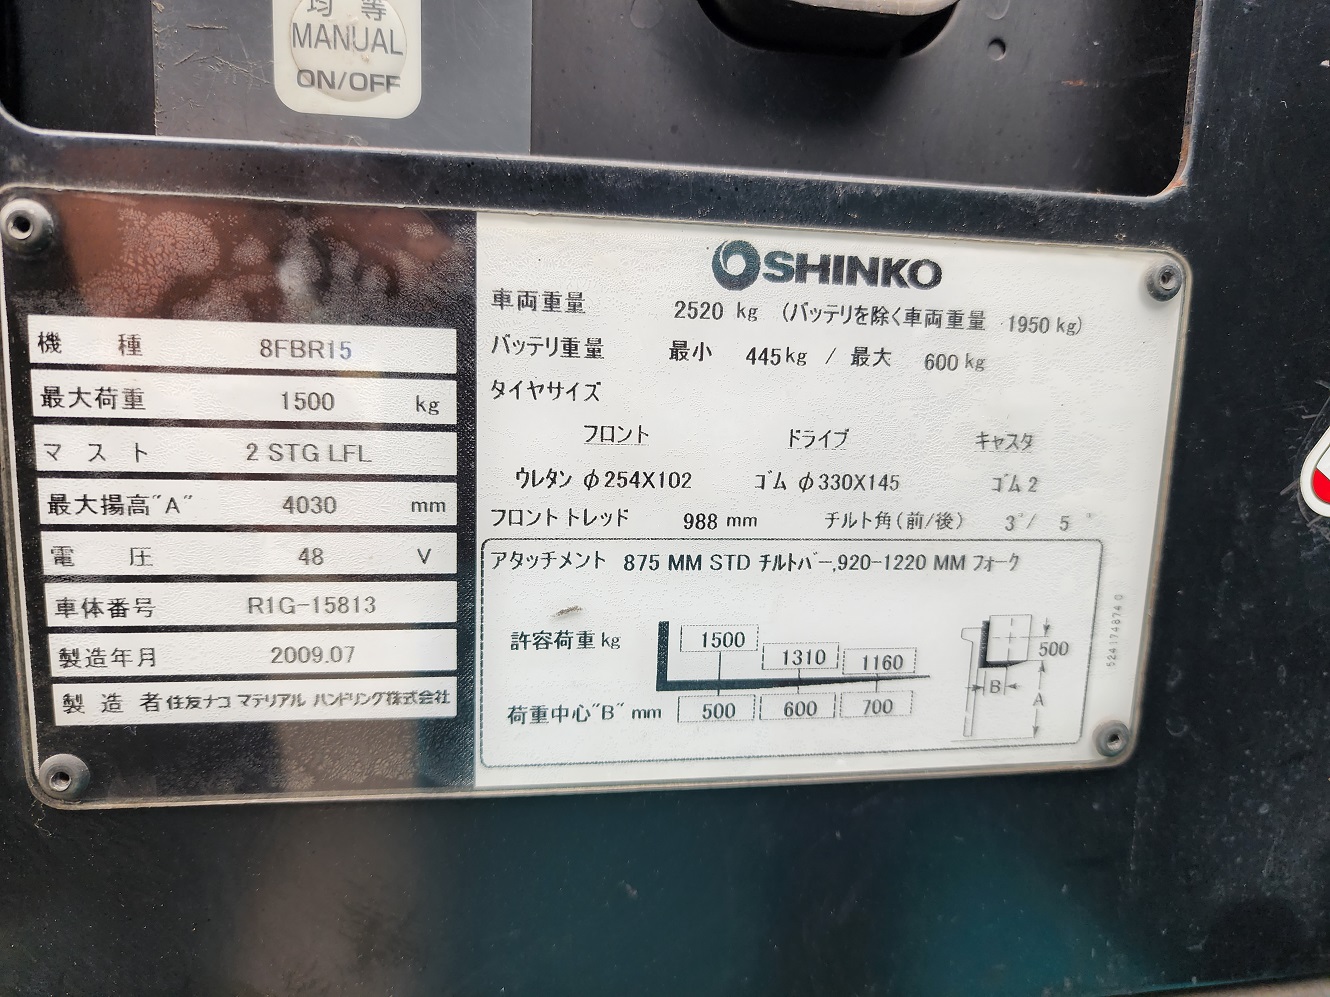 均 等
MANUAL
ON/OFF
SHINKO
機 種 8FBR15
最大荷重 1500 kg
マスト 2 STG LFL
最大揚高"A" 4030 mm
電 圧 48 V
車体番号 R1G-15813
製造年月 2009.07
製 造 者 住友ナコ マテリアル ハンドリング株式会社
車両重量 2520 kg (バッテリを除く車両重量 1950 kg)
バッテリ重量 最小 445kg / 最大 600 kg
タイヤサイズ
フロント ドライブ キャスタ
ウレタン φ254X102 ゴム φ330X145 ゴム 2
フロント トレッド 988 mm チルト角(前/後) 3°/ 5 °
アタッチメント 875 MM STD チルトバー,920-1220 MM フォーク
許容荷重 kg 1500 1310 1160
荷重中心"B" mm 500 600 700
500
B
A
524174874 0